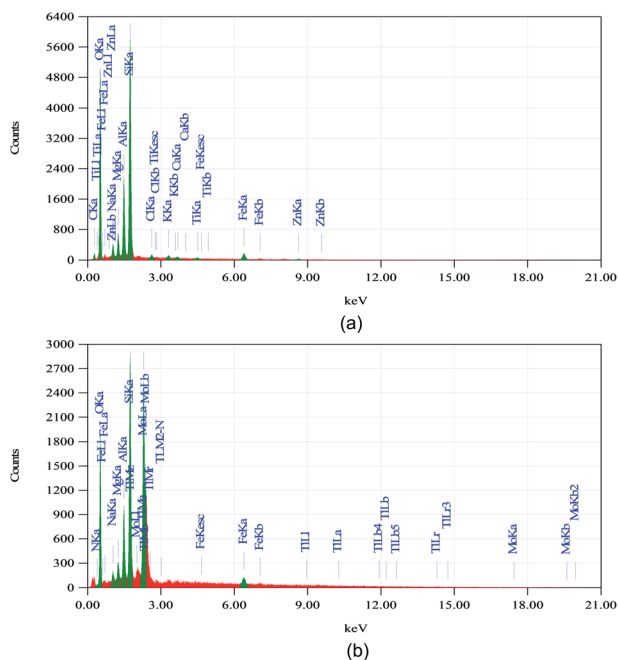 6400
5600
4800
4000
3200
2400
1600
800
0
Counts
CKa
TiLl
TiLa
OKa
FeLl
FeLa
ZnLl
ZnLa
ZnLb
NaKa
MgKa
AlKa
SiKa
ClKa
ClKb
TiKesc
KKa
KKb
CaKa
CaKb
TiKa
FeKesc
TiKb
FeKa
FeKb
ZnKa
ZnKb
0.00 3.00 6.00 9.00 12.00 15.00 18.00 21.00
keV
(a)
3000
2700
2400
2100
1800
1500
1200
900
600
300
0
Counts
NKa
OKa
FeLl
FeLa
NaKa
MgKa
AlKa
SiKa
TlMz
MoLl
TlMa
MoLa
MoLb
TlMr
TLM2-N
FeKesc
FeKa
FeKb
TlLl
TlLa
TlLb4
TlLb
TlLb5
TlLr
TlLr3
MoKa
MoKb
MoKb2
0.00 3.00 6.00 9.00 12.00 15.00 18.00 21.00
keV
(b)